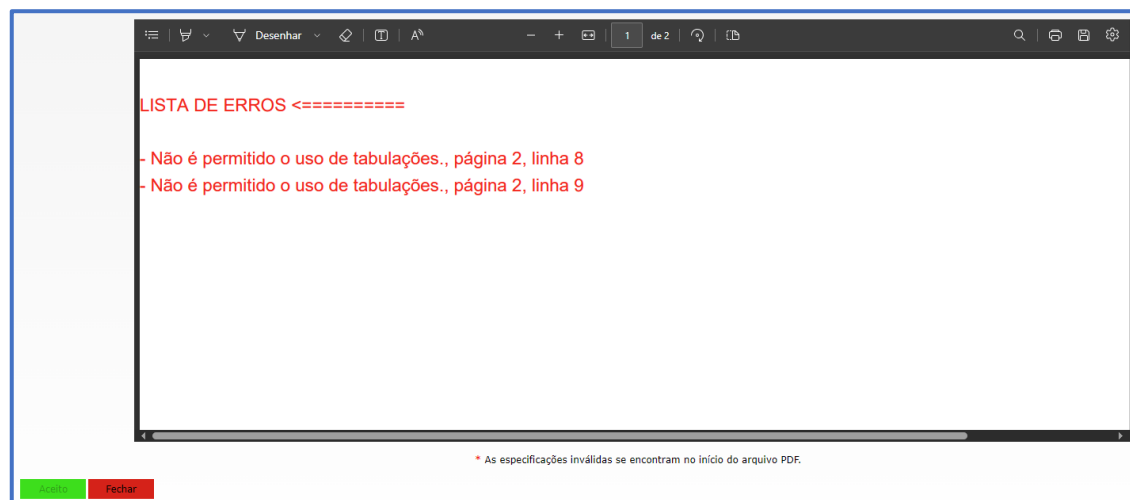 Desenhar
1 de 2
LISTA DE ERROS <==========
- Não é permitido o uso de tabulações., página 2, linha 8
- Não é permitido o uso de tabulações., página 2, linha 9
* As especificações inválidas se encontram no início do arquivo PDF.
Aceito Fechar